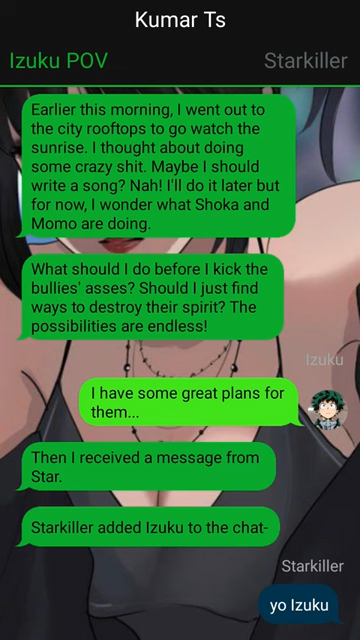 Kumar Ts
Izuku POV
Starkiller
Earlier this morning, I went out to
the city rooftops to go watch the
sunrise. I thought about doing
some crazy shit. Maybe I should
write a song? Nah! I'll do it later but
for now, I wonder what Shoka and
Momo are doing.
What should I do before I kick the
bullies' asses? Should I just find
ways to destroy their spirit? The
possibilities are endless!
Izuku
I have some great plans for
them...
Then I received a message from
Star.
Starkiller added Izuku to the chat-
Starkiller
yo Izuku